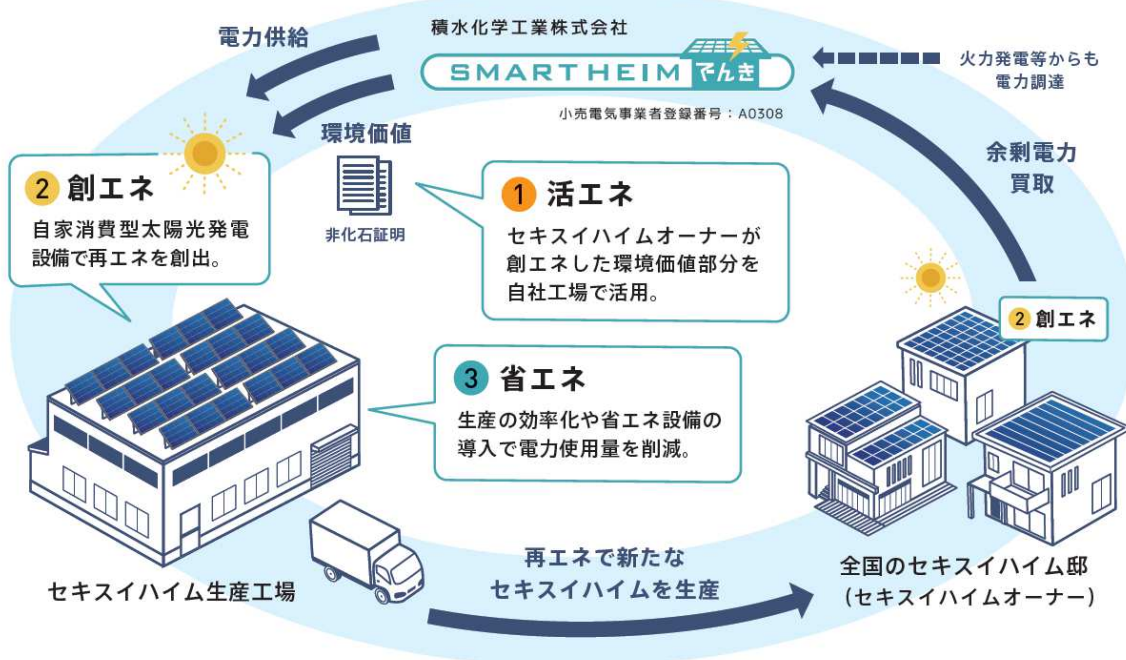 積水化学工業株式会社
SMART HEIM でんき
小売電気事業者登録番号：A0308
電力供給
環境価値
非化石証明
火力発電等からも
電力調達
余剰電力
買取
2 創エネ
自家消費型太陽光発電
設備で再エネを創出。
1 活エネ
セキスイハイムオーナーが
創エネした環境価値部分を
自社工場で活用。
2 創エネ
3 省エネ
生産の効率化や省エネ設備の
導入で電力使用量を削減。
セキスイハイム生産工場
再エネで新たな
セキスイハイムを生産
全国のセキスイハイム邸
（セキスイハイムオーナー）